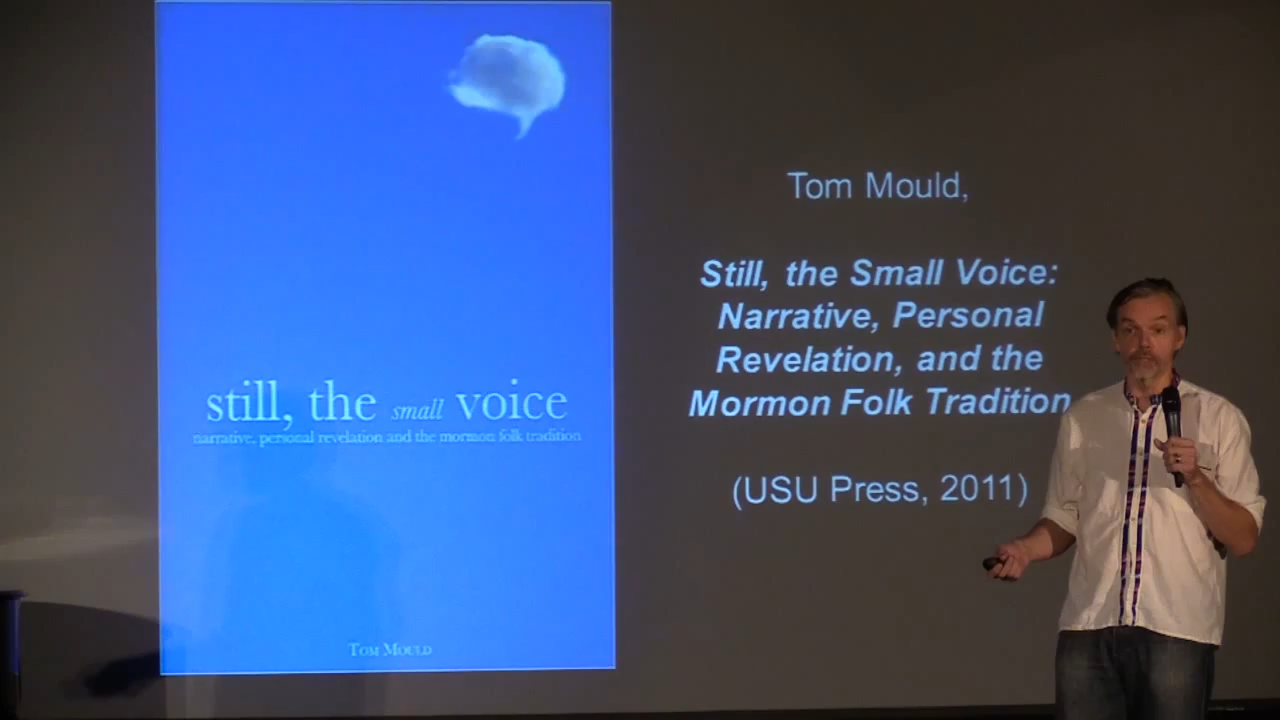 still, the small voice
narrative, personal revelation and the mormon folk tradition
TOM MOULD
Tom Mould,
Still, the Small Voice:
Narrative, Personal
Revelation, and the
Mormon Folk Tradition
(USU Press, 2011)